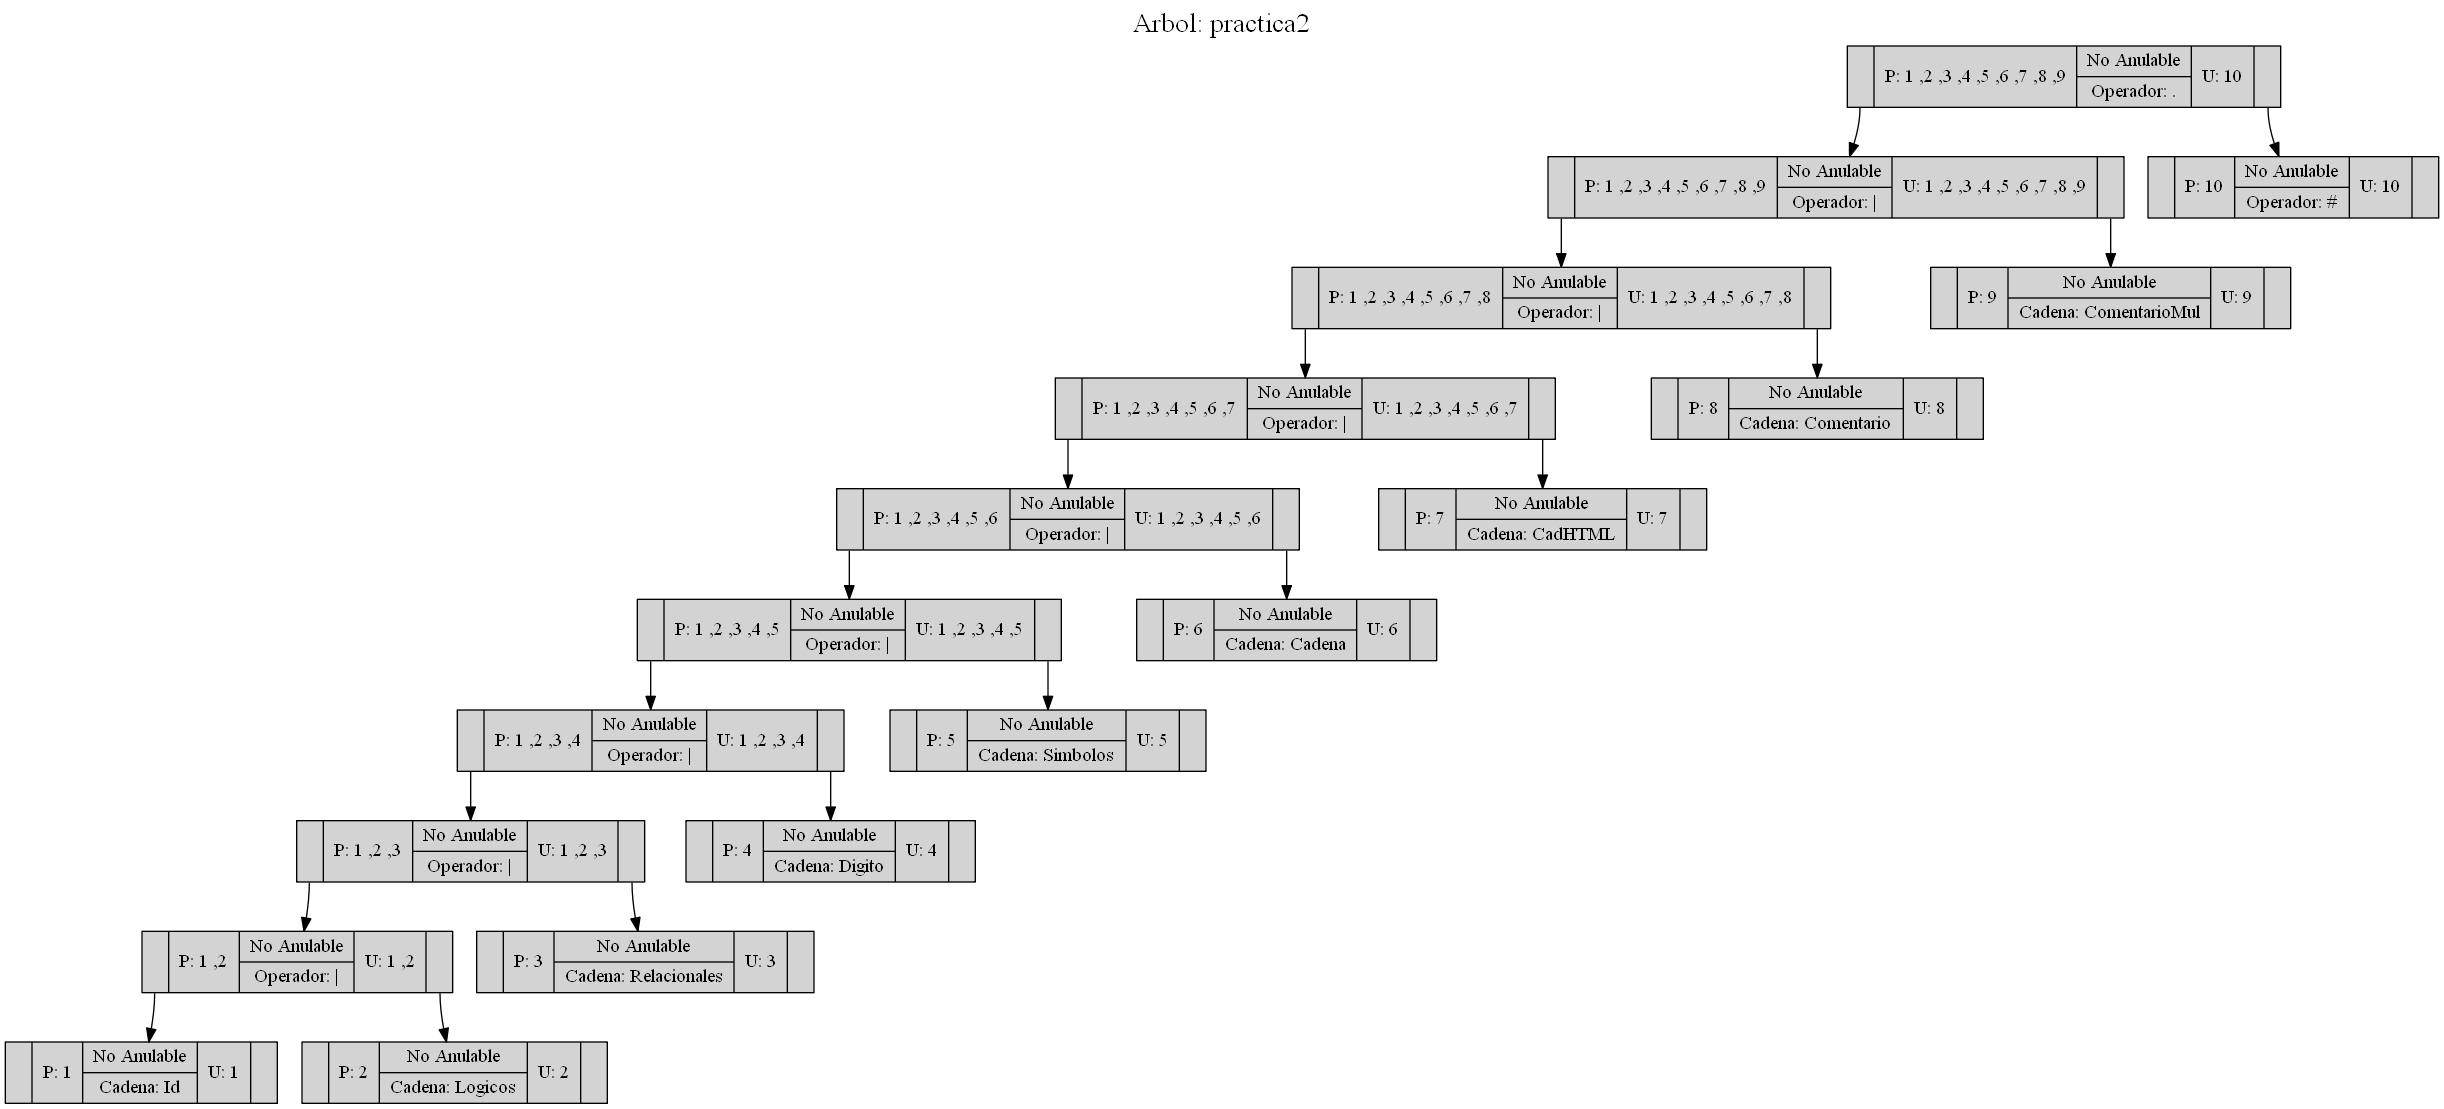 Arbol: practica2
No Anulable
P: 1 ,2 ,3 ,4 ,5 ,6 ,7 ,8 ,9
U: 10
Operador: .
No Anulable
P: 1 ,2 ,3 ,4 ,5 ,6 ,7 ,8 ,9
U: 1 ,2 ,3 ,4 ,5 ,6 ,7 ,8 ,9
Operador: |
No Anulable
P: 10
U: 10
Operador: #
No Anulable
P: 1 ,2 ,3 ,4 ,5 ,6 ,7 ,8
U: 1 ,2 ,3 ,4 ,5 ,6 ,7 ,8
Operador: |
No Anulable
P: 9
U: 9
Cadena: ComentarioMul
No Anulable
P: 1 ,2 ,3 ,4 ,5 ,6 ,7
U: 1 ,2 ,3 ,4 ,5 ,6 ,7
Operador: |
No Anulable
P: 8
U: 8
Cadena: Comentario
No Anulable
P: 1 ,2 ,3 ,4 ,5 ,6
U: 1 ,2 ,3 ,4 ,5 ,6
Operador: |
No Anulable
P: 7
U: 7
Cadena: CadHTML
No Anulable
P: 1 ,2 ,3 ,4 ,5
U: 1 ,2 ,3 ,4 ,5
Operador: |
No Anulable
P: 6
U: 6
Cadena: Cadena
No Anulable
P: 1 ,2 ,3 ,4
U: 1 ,2 ,3 ,4
Operador: |
No Anulable
P: 5
U: 5
Cadena: Simbolos
No Anulable
P: 1 ,2 ,3
U: 1 ,2 ,3
Operador: |
No Anulable
P: 4
U: 4
Cadena: Digito
No Anulable
P: 1 ,2
U: 1 ,2
Operador: |
No Anulable
P: 3
U: 3
Cadena: Relacionales
No Anulable
P: 1
U: 1
Cadena: Id
No Anulable
P: 2
U: 2
Cadena: Logicos